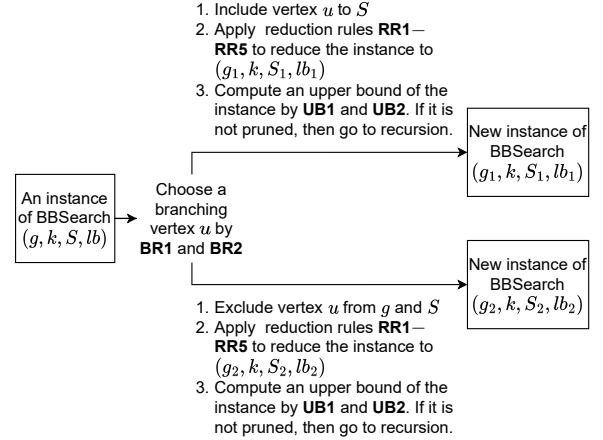 1. Include vertex u to S
2. Apply reduction rules RR1−
RR5 to reduce the instance to
(g₁, k, S₁, lb₁)
3. Compute an upper bound of the
instance by UB1 and UB2. If it is
not pruned, then go to recursion.
An instance
of BBSearch
(g, k, S, lb)
Choose a
branching
vertex u by
BR1 and BR2
New instance of
BBSearch
(g₁, k, S₁, lb₁)
New instance of
BBSearch
(g₂, k, S₂, lb₂)
1. Exclude vertex u from g and S
2. Apply reduction rules RR1−
RR5 to reduce the instance to
(g₂, k, S₂, lb₂)
3. Compute an upper bound of the
instance by UB1 and UB2. If it is
not pruned, then go to recursion.